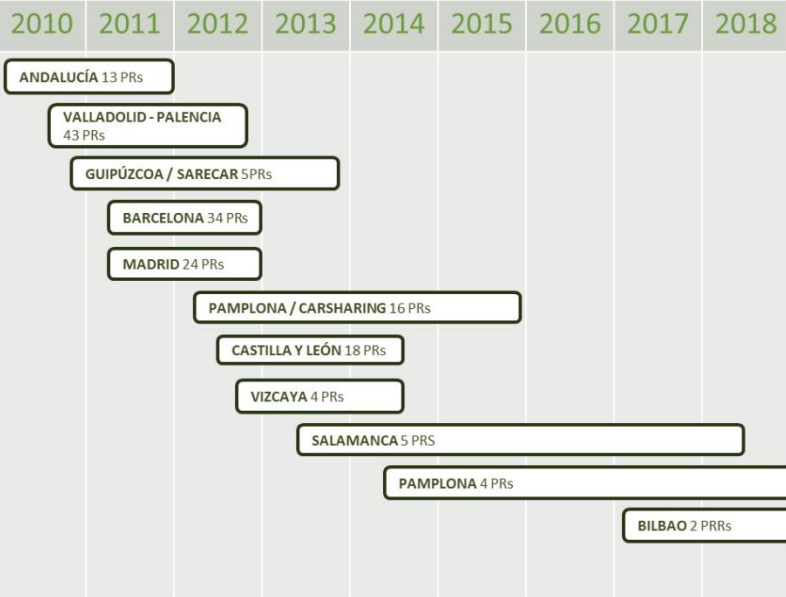 2010 2011 2012 2013 2014 2015 2016 2017 2018
ANDALUCÍA 13 PRs
VALLADOLID - PALENCIA
43 PRs
GUIPÚZCOA / SARECAR 5PRs
BARCELONA 34 PRs
MADRID 24 PRs
PAMPLONA / CARSHARING 16 PRs
CASTILLA Y LEÓN 18 PRs
VIZCAYA 4 PRs
SALAMANCA 5 PRS
PAMPLONA 4 PRs
BILBAO 2 PRRs